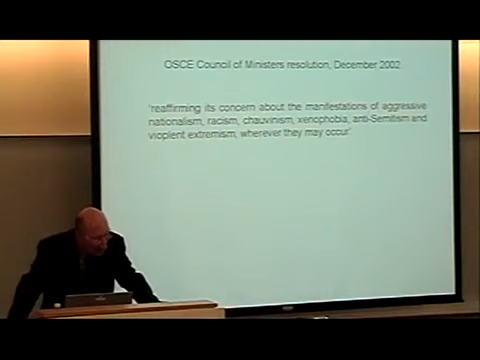 OSCE Council of Ministers resolution, December 2002
'reaffirming its concern about the manifestations of aggressive
nationalism, racism, chauvinism, xenophobia, anti-Semitism and
vioplent extremism, wherever they may occur'